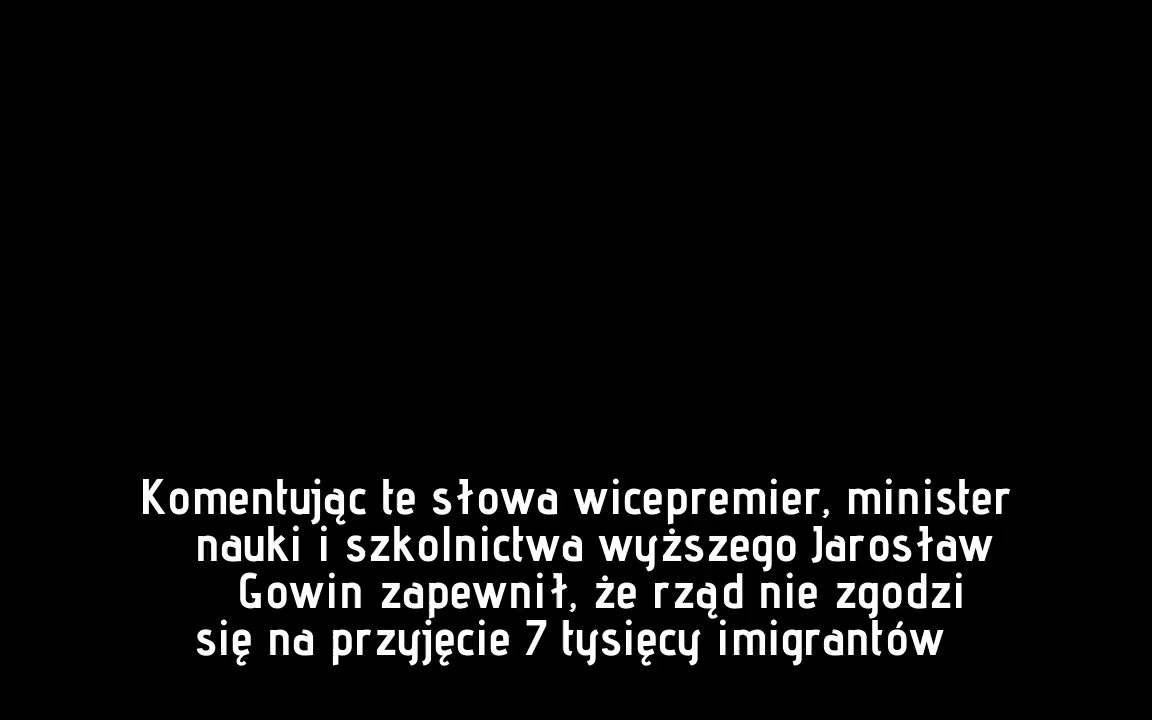 Komentując te słowa wicepremier, minister
nauki i szkolnictwa wyższego Jarosław
Gowin zapewnił, że rząd nie zgodzi
się na przyjęcie 7 tysięcy imigrantów